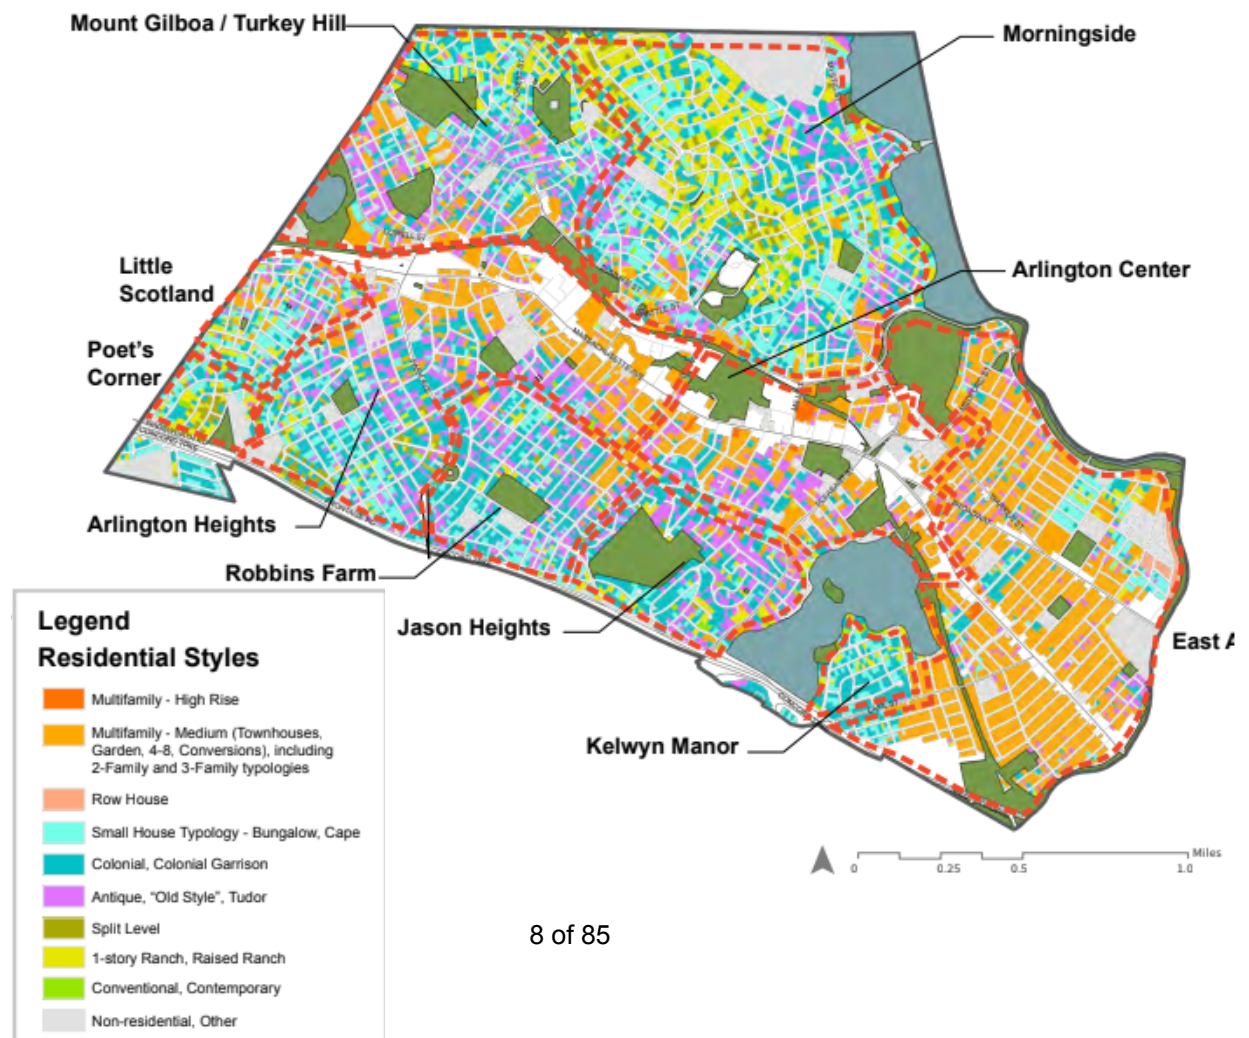 Mount Gilboa / Turkey Hill
Morningside
Little
Scotland
Arlington Center
Poet's
Corner
MASSACHUSETTS AVE
Arlington Heights
Robbins Farm
Jason Heights
East A
Kelwyn Manor
BROADWAY
Legend
Residential Styles
Multifamily - High Rise
Multifamily - Medium (Townhouses,
Garden, 4-8, Conversions), including
2-Family and 3-Family typologies
Row House
Small House Typology - Bungalow, Cape
Colonial, Colonial Garrison
Antique, “Old Style”, Tudor
Split Level
1-story Ranch, Raised Ranch
Conventional, Contemporary
Non-residential, Other
Miles
0 0.25 0.5 1.0
8 of 85